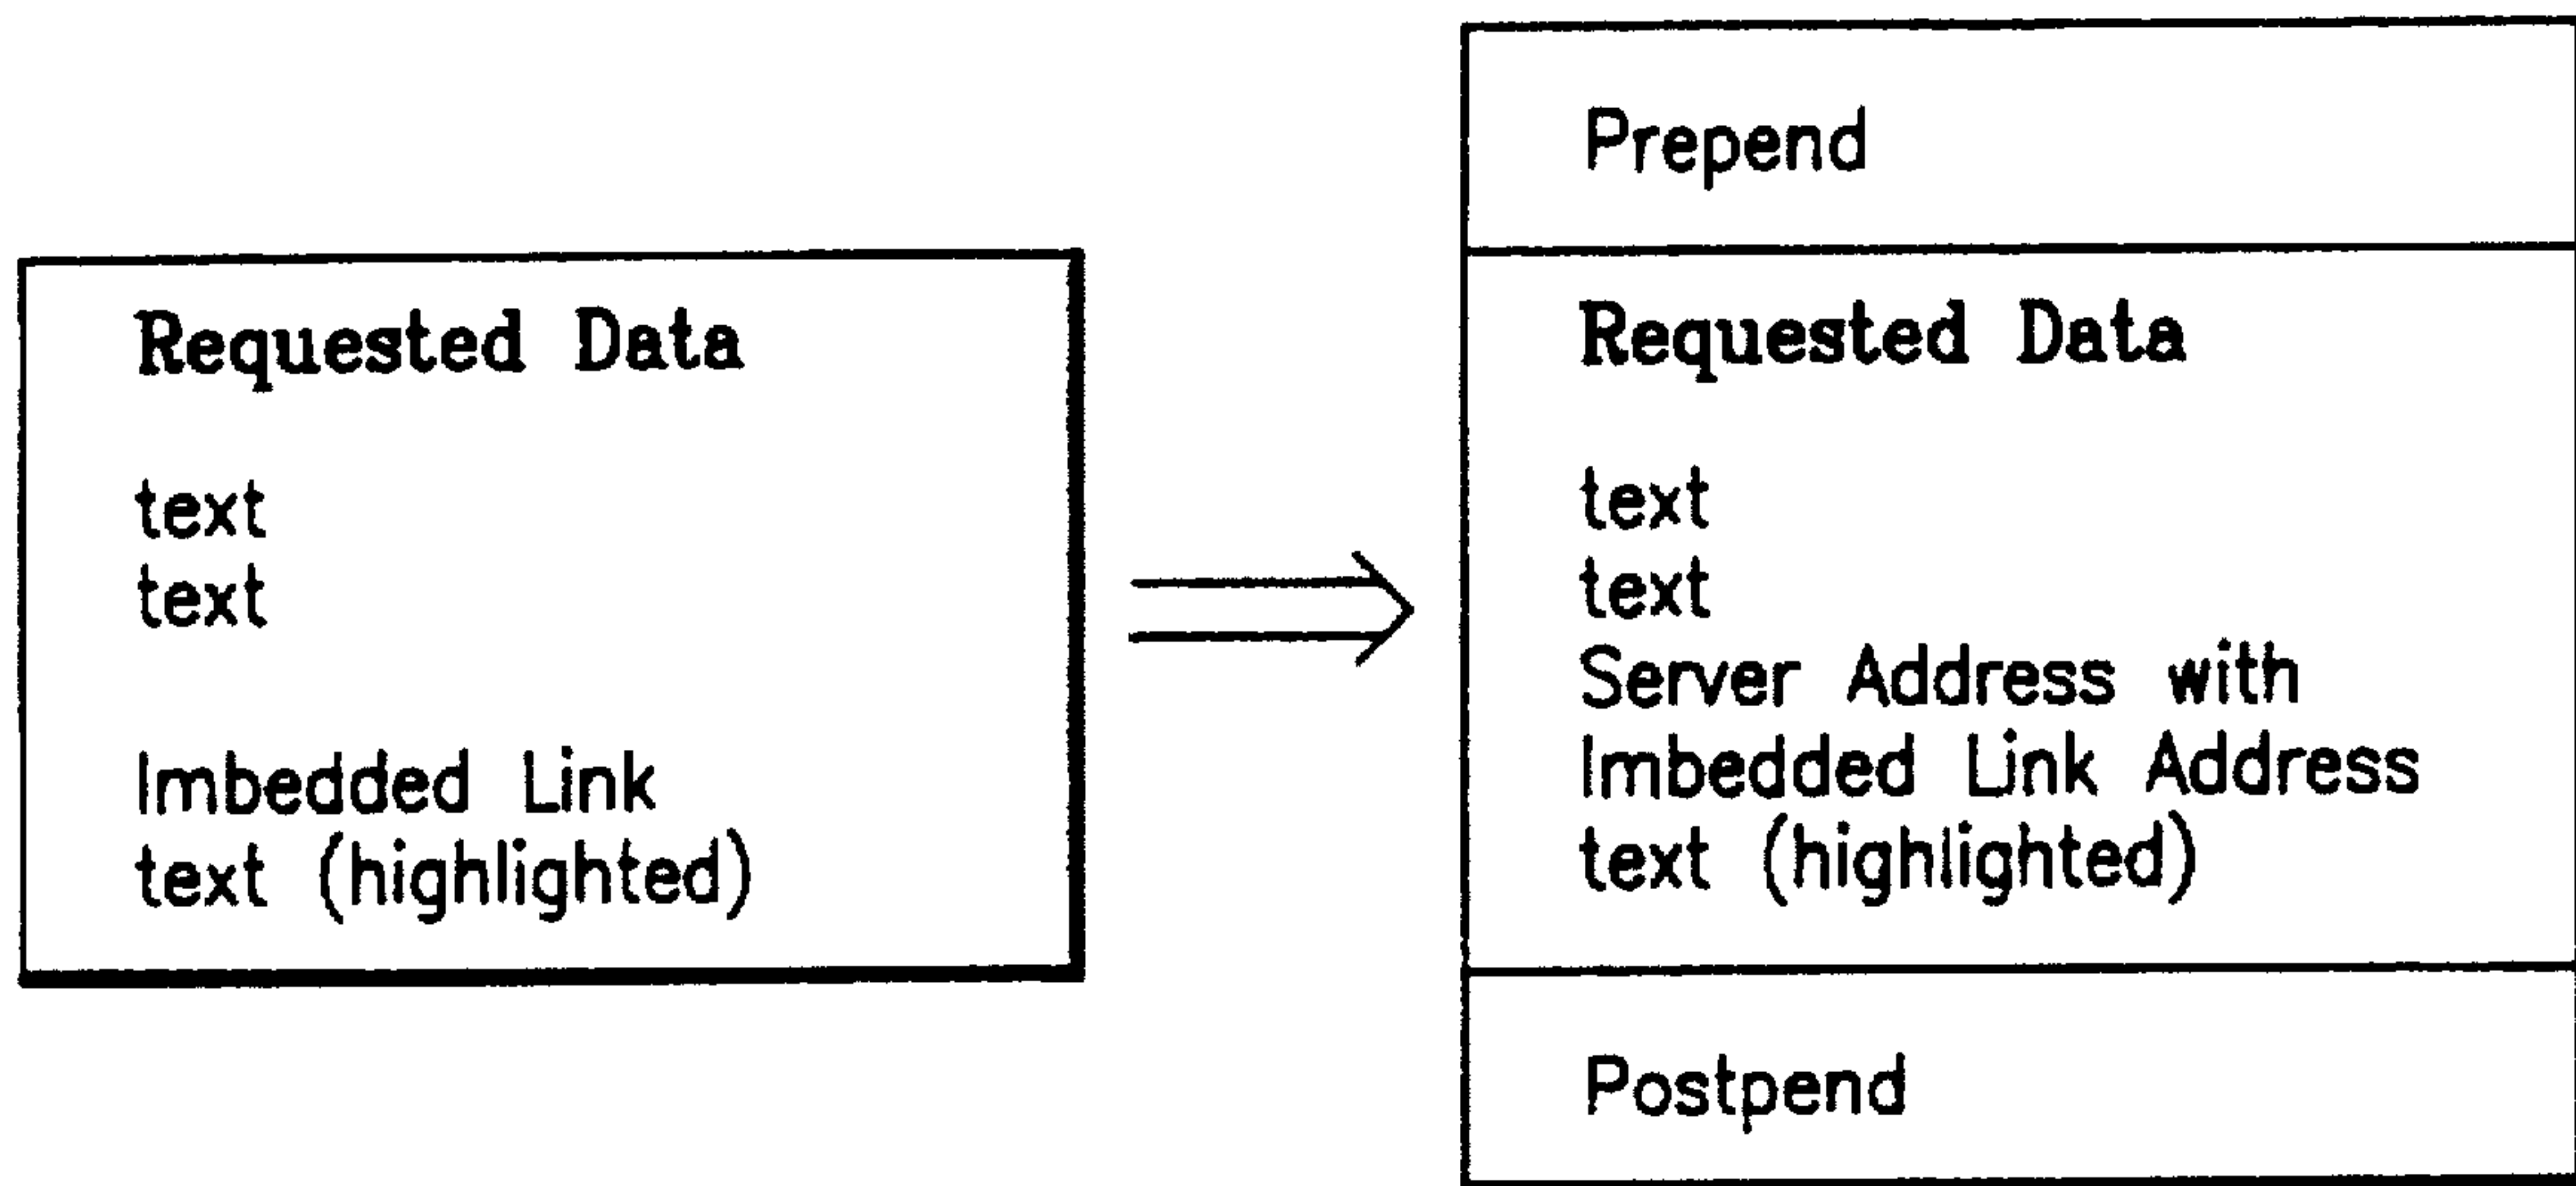 Requested Data
text
text
Imbedded Link
text (highlighted)
Prepend
Requested Data
text
text
Server Address with
Imbedded Link Address
text (highlighted)
Postpend